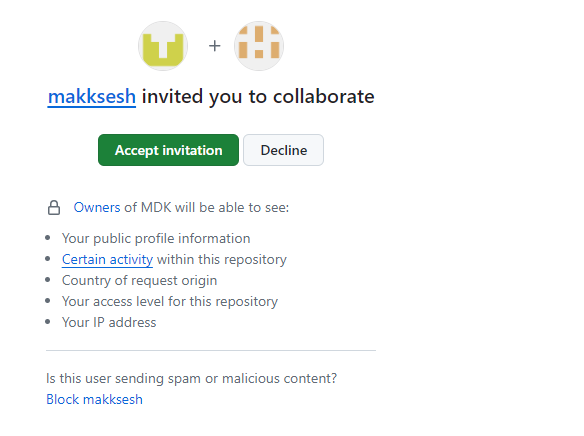 makksesh invited you to collaborate
Accept invitation Decline
Owners of MDK will be able to see:
Your public profile information
Certain activity within this repository
Country of request origin
Your access level for this repository
Your IP address
Is this user sending spam or malicious content?
Block makksesh